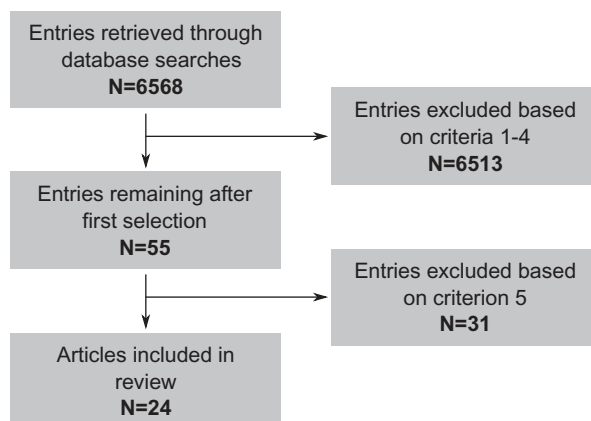 Entries retrieved through
database searches
N=6568
Entries excluded based
on criteria 1-4
N=6513
Entries remaining after
first selection
N=55
Entries excluded based
on criterion 5
N=31
Articles included in
review
N=24